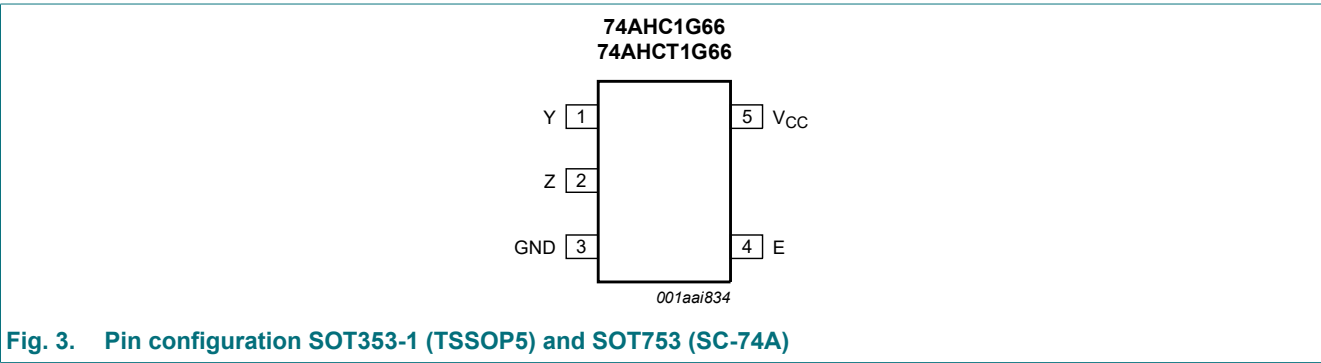 74AHC1G66
74AHCT1G66
Y 1 5 VCC
Z 2
GND 3 4 E
001aai834
Fig. 3. Pin configuration SOT353-1 (TSSOP5) and SOT753 (SC-74A)